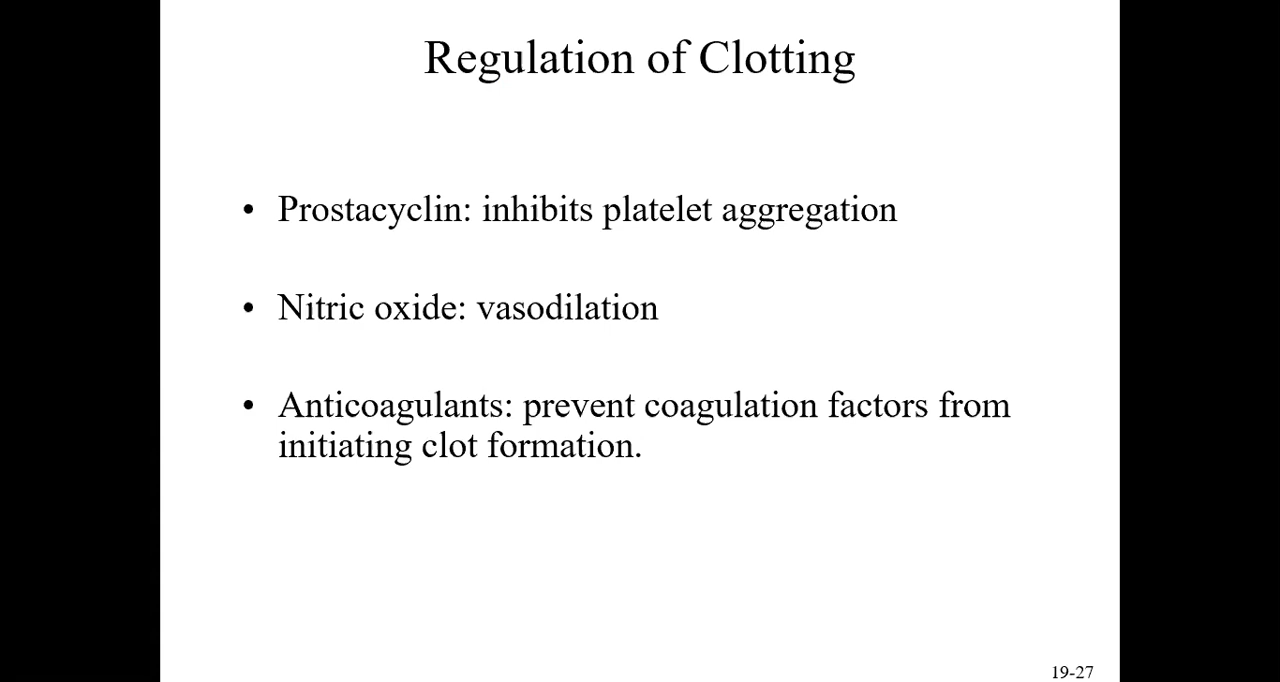 Regulation of Clotting
• Prostacyclin: inhibits platelet aggregation
• Nitric oxide: vasodilation
• Anticoagulants: prevent coagulation factors from
initiating clot formation.
19-27